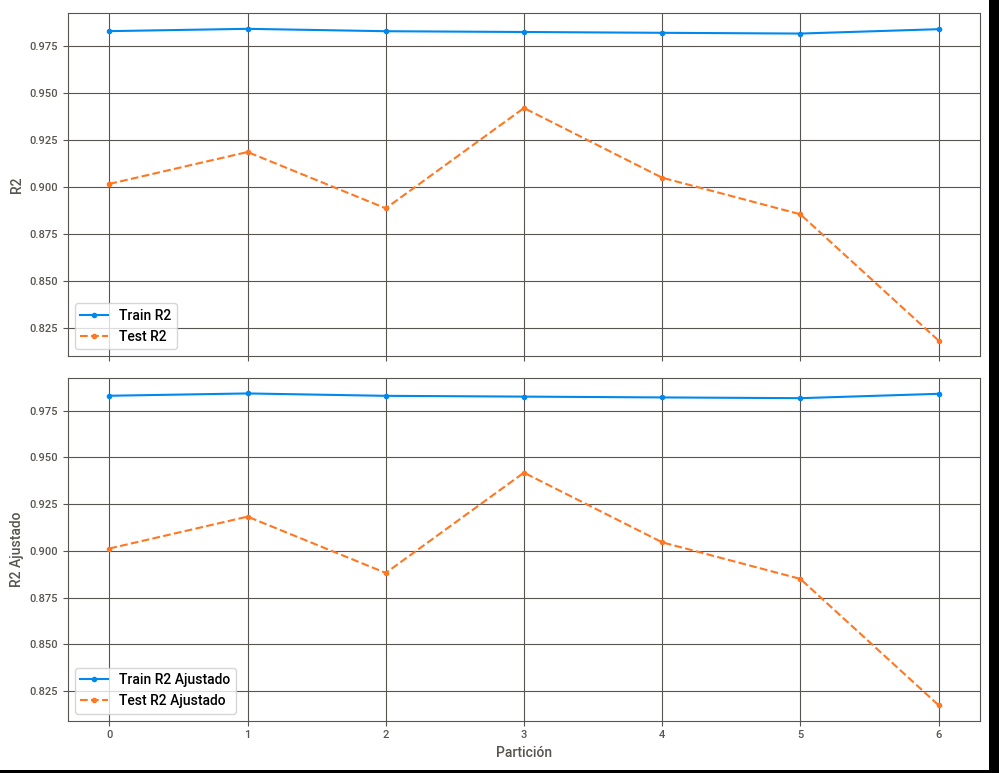 0.975
0.950
0.925
0.900
0.875
0.850
0.825
R2
Train R2
Test R2
0.975
0.950
0.925
0.900
0.875
0.850
0.825
R2 Ajustado
Train R2 Ajustado
Test R2 Ajustado
0 1 2 3 4 5 6
Partición